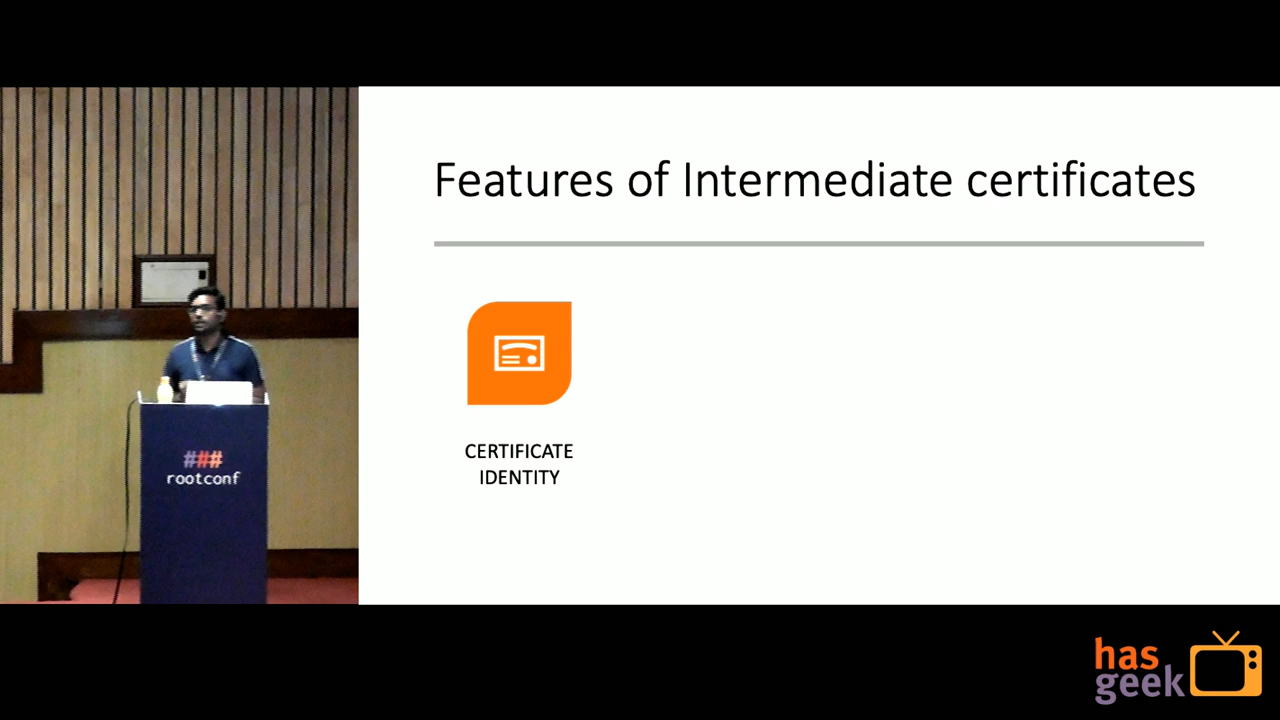 Features of Intermediate certificates
CERTIFICATE
IDENTITY
###
rootconf
has
geek